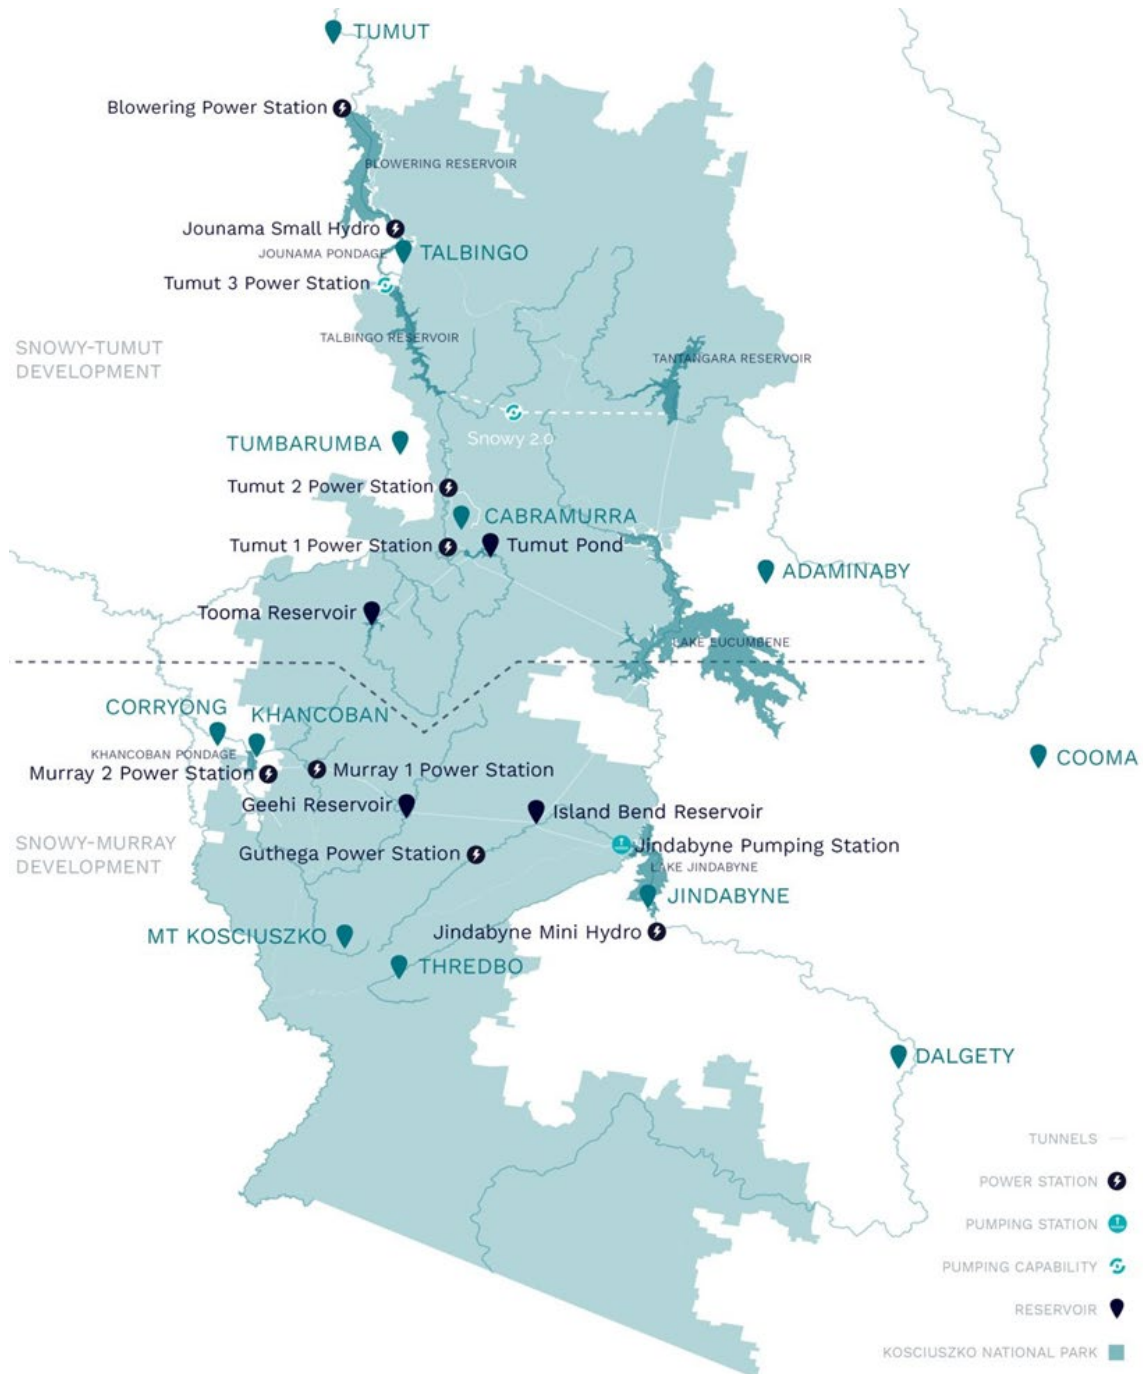 TUMUT
Blowering Power Station
BLOWERING RESERVOIR
Jounama Small Hydro
JOUNAMA PONDAGE
TALBINGO
Tumut 3 Power Station
TALBINGO RESERVOIR
SNOWY-TUMUT
DEVELOPMENT
TANTANGARA RESERVOIR
Snowy 2.0
TUMBARUMBA
Tumut 2 Power Station
CABRAMURRA
Tumut 1 Power Station
Tumut Pond
ADAMINABY
Tooma Reservoir
LAKE EUCUMBENE
CORRYONG
KHANCOBAN
KHANCOBAN PONDAGE
COOMA
Murray 2 Power Station
Murray 1 Power Station
Geehi Reservoir
Island Bend Reservoir
SNOWY-MURRAY
DEVELOPMENT
Guthega Power Station
Jindabyne Pumping Station
LAKE JINDABYNE
JINDABYNE
MT KOSCIUSZKO
Jindabyne Mini Hydro
THREDBO
DALGETY
TUNNELS
POWER STATION
PUMPING STATION
PUMPING CAPABILITY
RESERVOIR
KOSCIUSZKO NATIONAL PARK